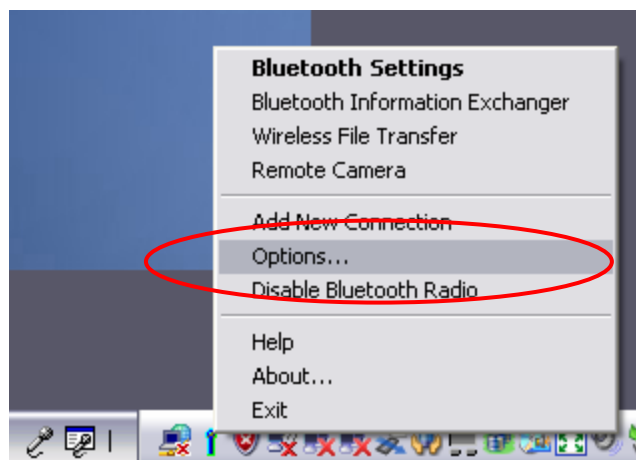 Bluetooth Settings
Bluetooth Information Exchanger
Wireless File Transfer
Remote Camera
Add New Connection
Options...
Disable Bluetooth Radio
Help
About...
Exit